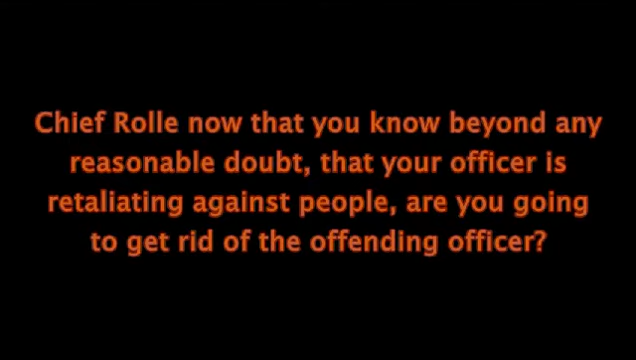 Chief Rolle now that you know beyond any
reasonable doubt, that your officer is
retaliating against people, are you going
to get rid of the offending officer?